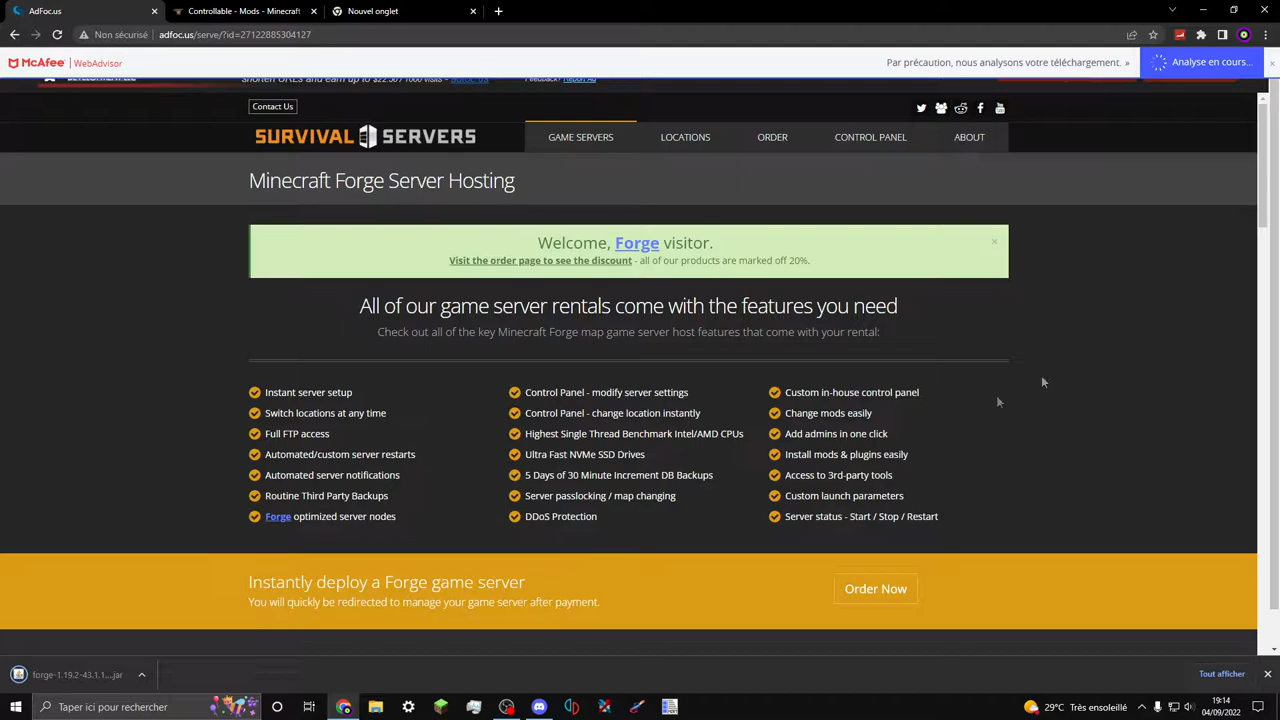 AdFoc.us
Controllable - Mods - Minecraft
Nouvel onglet
Non sécurisé
adfoc.us/serve/?id=27122885304127
McAfee | WebAdvisor
Par précaution, nous analysons votre téléchargement. »
Analyse en cours...
Contact Us
SURVIVAL SERVERS
GAME SERVERS
LOCATIONS
ORDER
CONTROL PANEL
ABOUT
Minecraft Forge Server Hosting
Welcome, Forge visitor.
Visit the order page to see the discount - all of our products are marked off 20%.
All of our game server rentals come with the features you need
Check out all of the key Minecraft Forge map game server host features that come with your rental:
Instant server setup
Switch locations at any time
Full FTP access
Automated/custom server restarts
Automated server notifications
Routine Third Party Backups
Forge optimized server nodes
Control Panel - modify server settings
Control Panel - change location instantly
Highest Single Thread Benchmark Intel/AMD CPUs
Ultra Fast NVMe SSD Drives
5 Days of 30 Minute Increment DB Backups
Server passlocking / map changing
DDoS Protection
Custom in-house control panel
Change mods easily
Add admins in one click
Install mods & plugins easily
Access to 3rd-party tools
Custom launch parameters
Server status - Start / Stop / Restart
Instantly deploy a Forge game server
You will quickly be redirected to manage your game server after payment.
Order Now
forge-1.19.2-43.1.1....jar
Tout afficher
Taper ici pour rechercher
29°C Très ensoleillé
19:14
04/09/2022